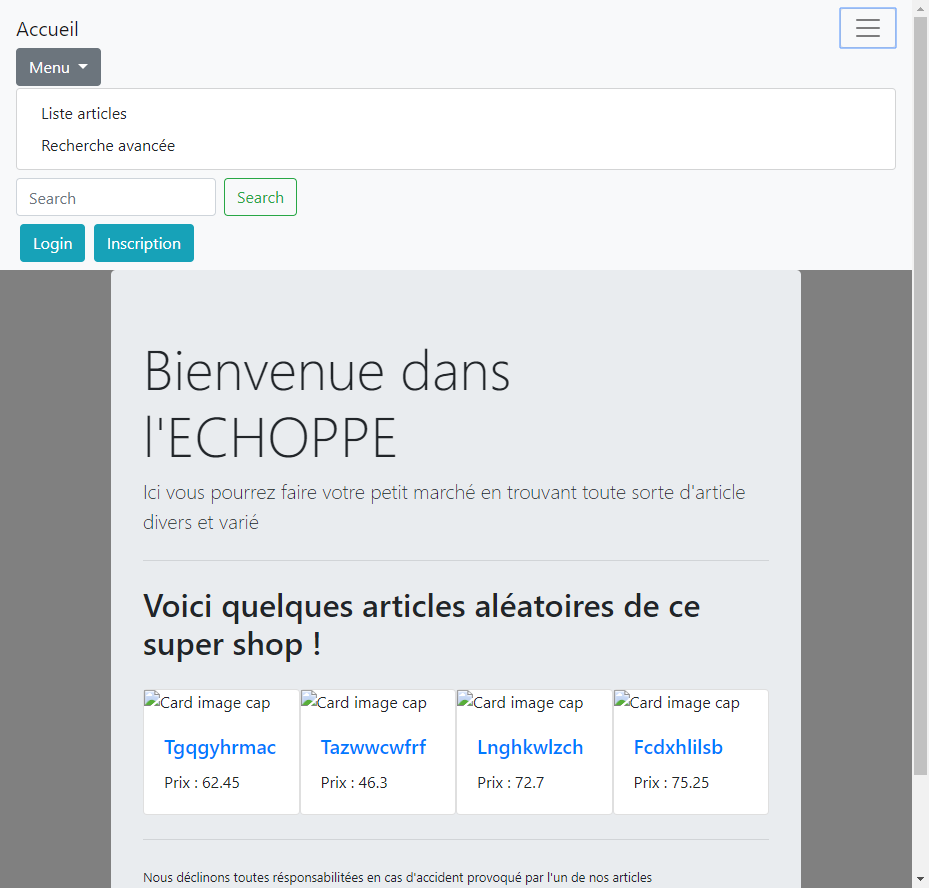 Accueil
Menu
Liste articles
Recherche avancée
Search
Search
Login
Inscription
Bienvenue dans
l'ECHOPPE
Ici vous pourrez faire votre petit marché en trouvant toute sorte d'article
divers et varié
Voici quelques articles aléatoires de ce
super shop !
Card image cap
Tgqgyhrmac
Prix : 62.45
Card image cap
Tazwwcwfrf
Prix : 46.3
Card image cap
Lnghkwlzch
Prix : 72.7
Card image cap
Fcdxhlilsb
Prix : 75.25
Nous déclinons toutes résponsabilitées en cas d'accident provoqué par l'un de nos articles